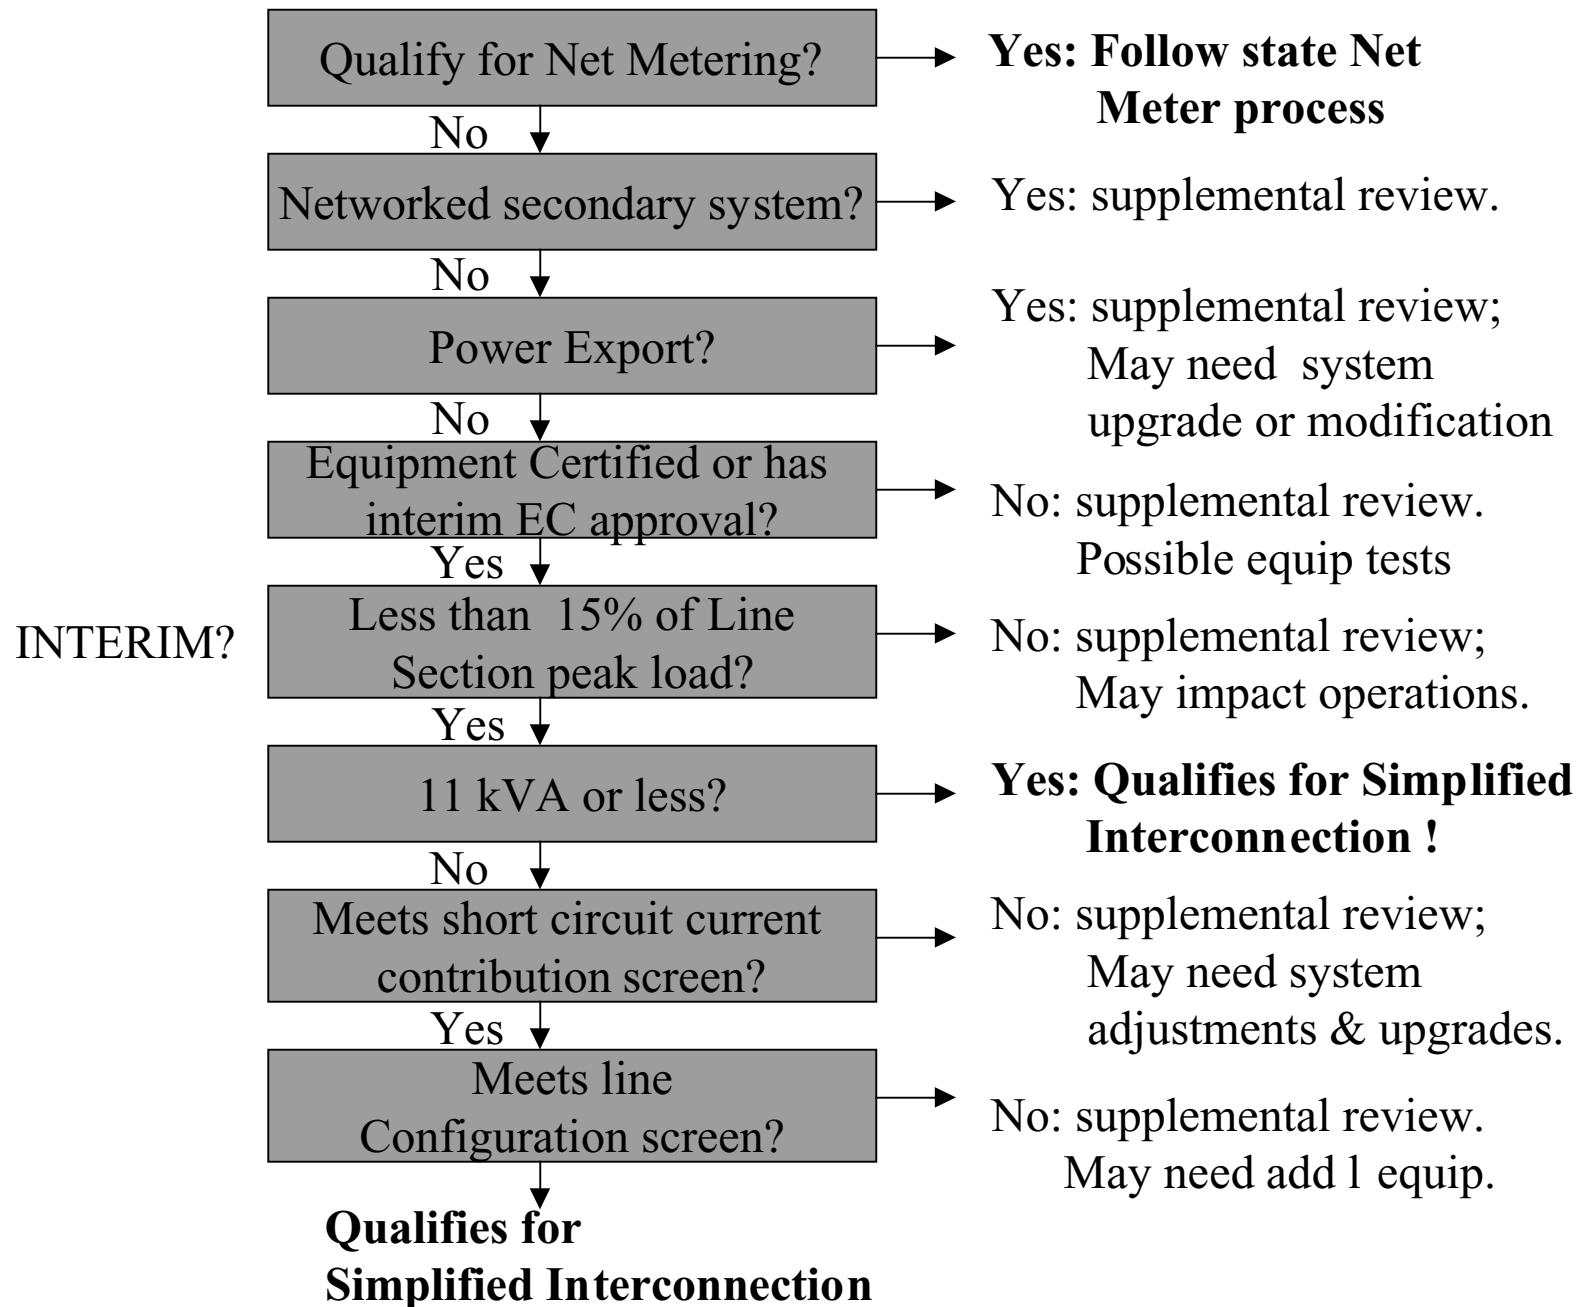 Qualify for Net Metering?
Yes: Follow state Net
Meter process
No
Networked secondary system?
Yes: supplemental review.
No
Power Export?
Yes: supplemental review;
May need system
upgrade or modification
No
Equipment Certified or has
interim EC approval?
No: supplemental review.
Possible equip tests
Yes
INTERIM?
Less than 15% of Line
Section peak load?
No: supplemental review;
May impact operations.
Yes
11 kVA or less?
Yes: Qualifies for Simplified
Interconnection !
No
Meets short circuit current
contribution screen?
No: supplemental review;
May need system
adjustments & upgrades.
Yes
Meets line
Configuration screen?
No: supplemental review.
May need add l equip.
Qualifies for
Simplified Interconnection